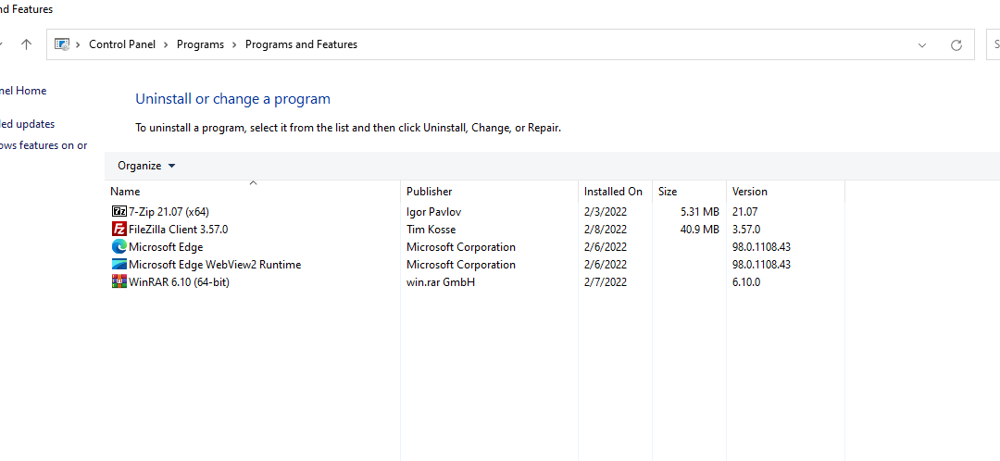 nd Features
Control Panel > Programs > Programs and Features
nel Home
Uninstall or change a program
led updates
To uninstall a program, select it from the list and then click Uninstall, Change, or Repair.
ows features on or
Organize
Name Publisher Installed On Size Version
7-Zip 21.07 (x64) Igor Pavlov 2/3/2022 5.31 MB 21.07
FileZilla Client 3.57.0 Tim Kosse 2/8/2022 40.9 MB 3.57.0
Microsoft Edge Microsoft Corporation 2/6/2022 98.0.1108.43
Microsoft Edge WebView2 Runtime Microsoft Corporation 2/6/2022 98.0.1108.43
WinRAR 6.10 (64-bit) win.rar GmbH 2/7/2022 6.10.0